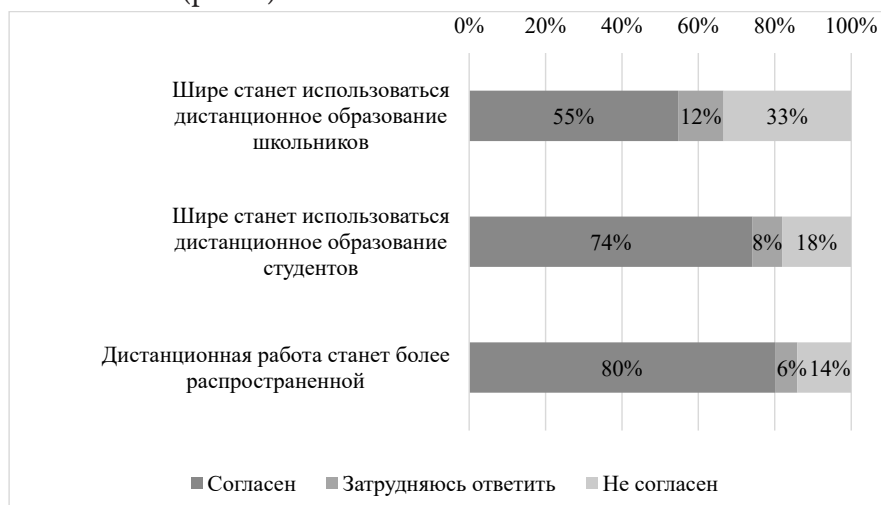 0% 20% 40% 60% 80% 100%
Шире станет использоваться
дистанционное образование
школьников
55% 12% 33%
Шире станет использоваться
дистанционное образование
студентов
74% 8% 18%
Дистанционная работа станет более
распространенной
80% 6% 14%
Согласен Затрудняюсь ответить Не согласен